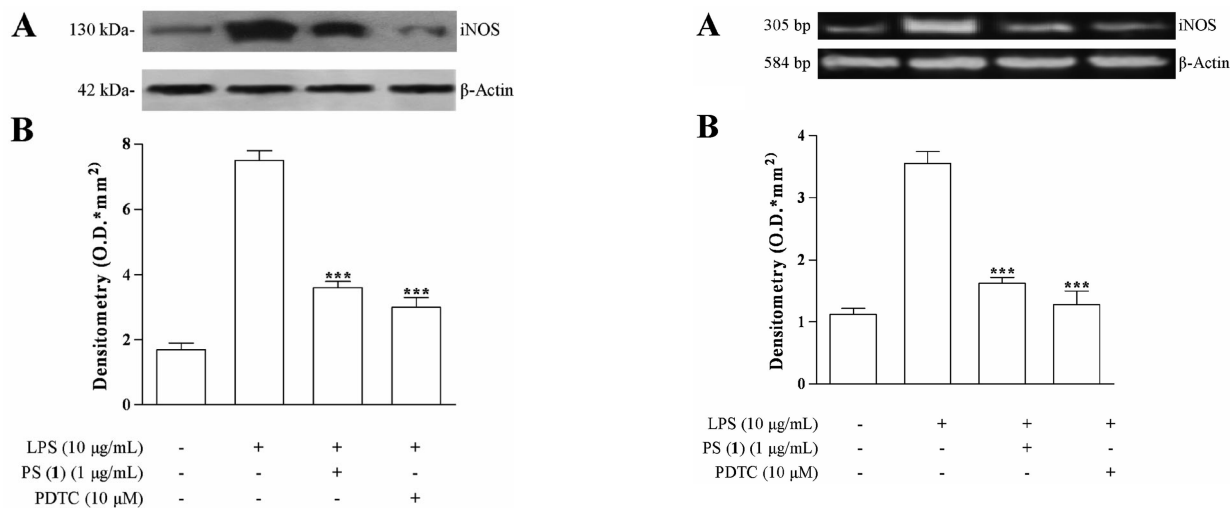 A
130 kDa- iNOS
42 kDa- β-Actin
B
Densitometry (O.D.*mm²)
8
6
4
2
0
***
***
LPS (10 μg/mL) - + + +
PS (1) (1 μg/mL) - - + -
PDTC (10 μM) - - - +
A
305 bp iNOS
584 bp β-Actin
B
Densitometry (O.D.*mm²)
4
3
2
1
0
***
***
LPS (10 μg/mL) - + + +
PS (1) (1 μg/mL) - - + -
PDTC (10 μM) - - - +